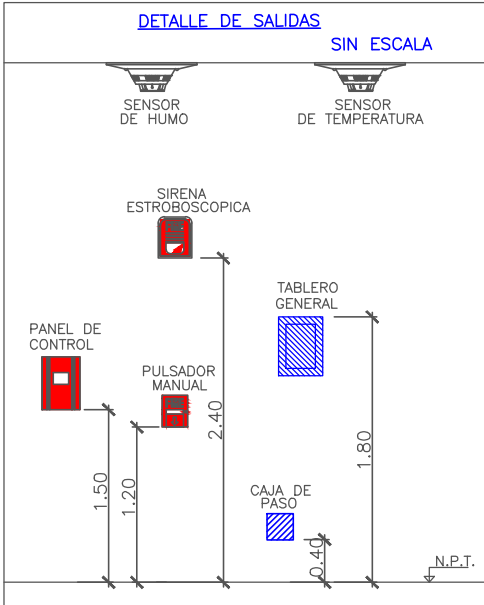 DETALLE DE SALIDAS
SIN ESCALA
SENSOR
DE HUMO
SENSOR
DE TEMPERATURA
SIRENA
ESTROBOSCOPICA
TABLERO
GENERAL
PANEL DE
CONTROL
PULSADOR
MANUAL
2.40
1.80
1.50
1.20
CAJA DE
PASO
0.40
N.P.T.